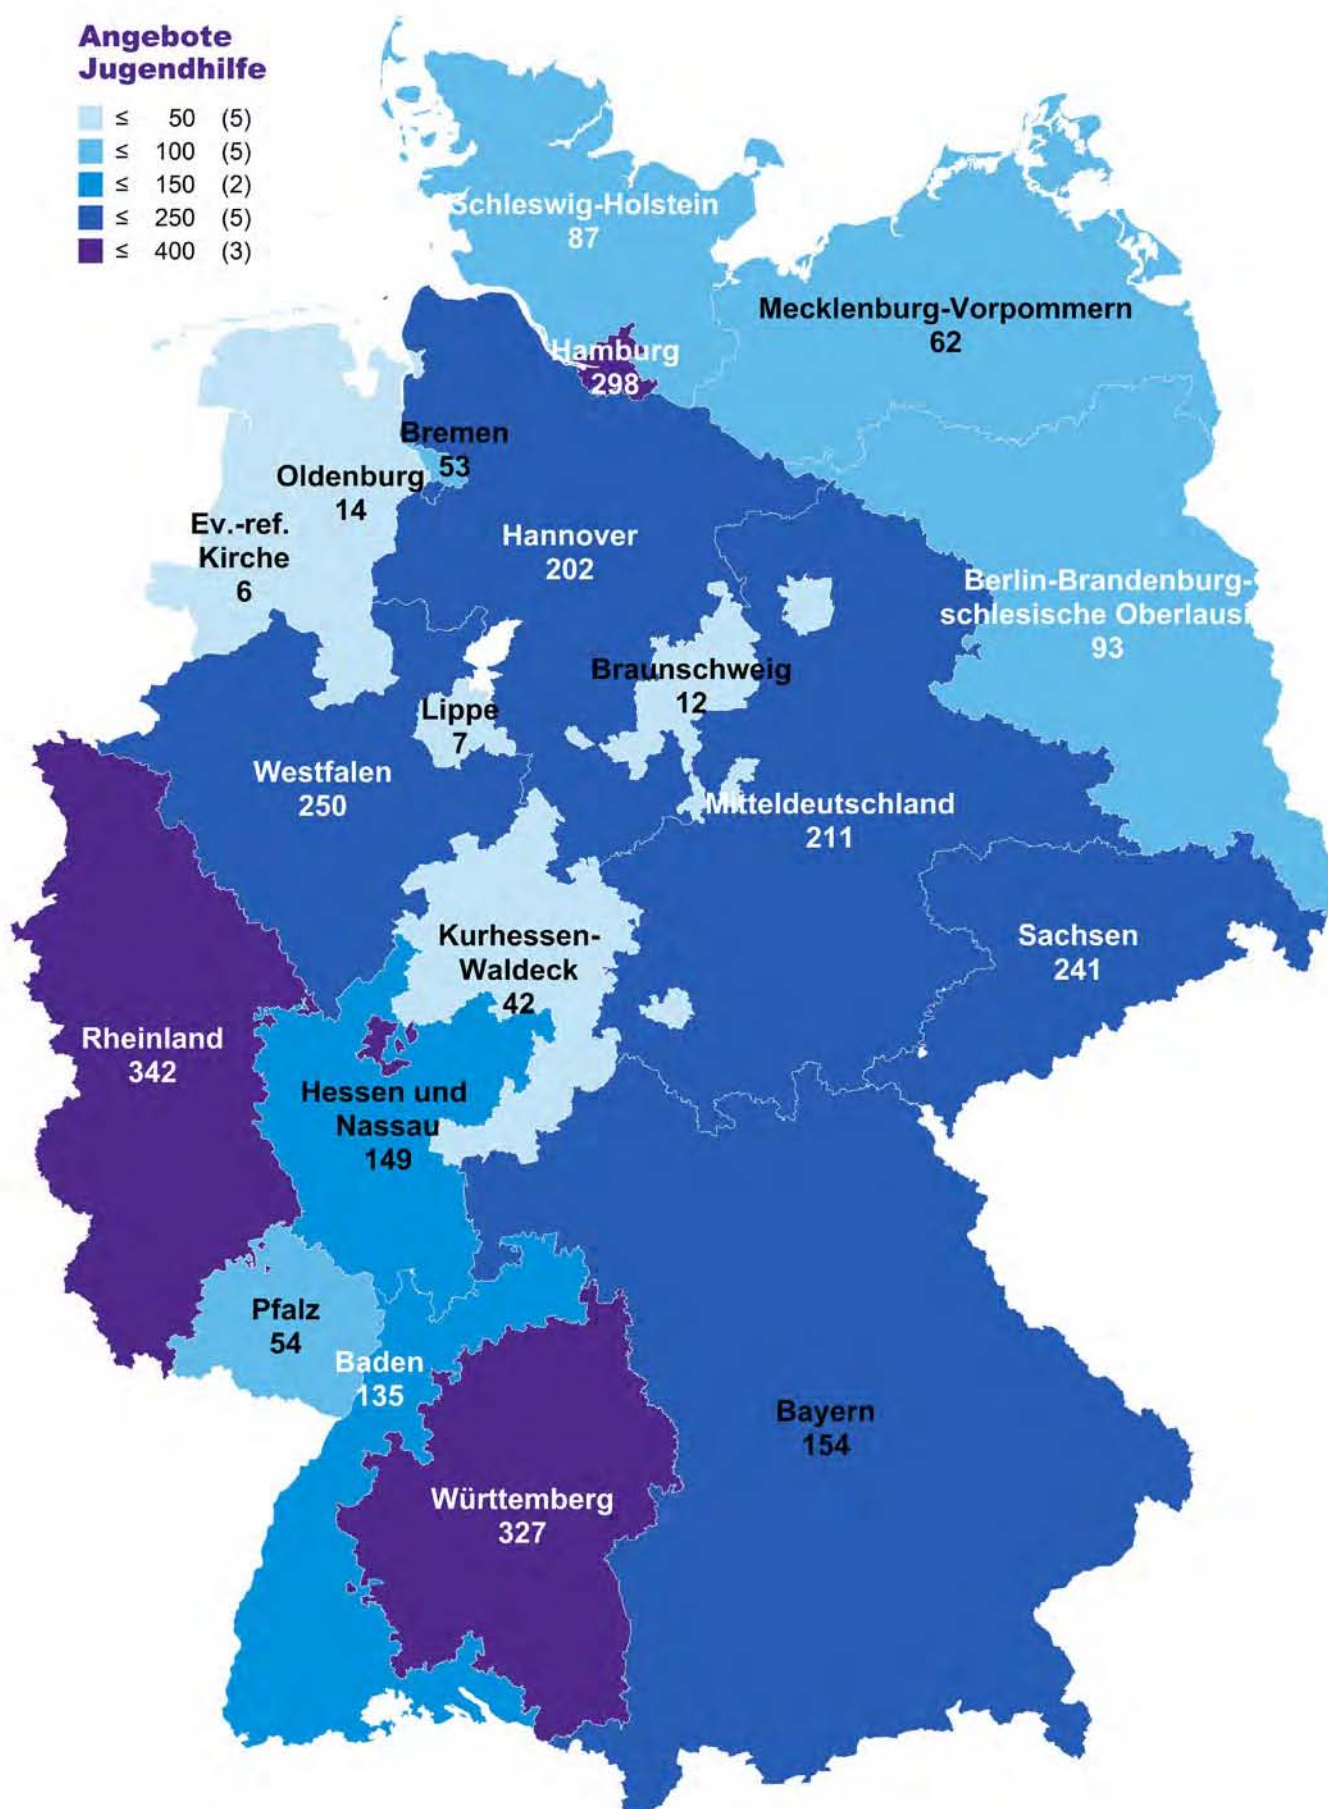 Angebote
Jugendhilfe
≤ 50 (5)
≤ 100 (5)
≤ 150 (2)
≤ 250 (5)
≤ 400 (3)
Schleswig-Holstein
87
Mecklenburg-Vorpommern
62
Hamburg
298
Bremen
53
Oldenburg
14
Ev.-ref.
Kirche
6
Hannover
202
Berlin-Brandenburg-
schlesische Oberlausi
93
Braunschweig
12
Lippe
7
Westfalen
250
Mitteldeutschland
211
Kurhessen-
Waldeck
42
Sachsen
241
Rheinland
342
Hessen und
Nassau
149
Pfalz
54
Baden
135
Bayern
154
Württemberg
327